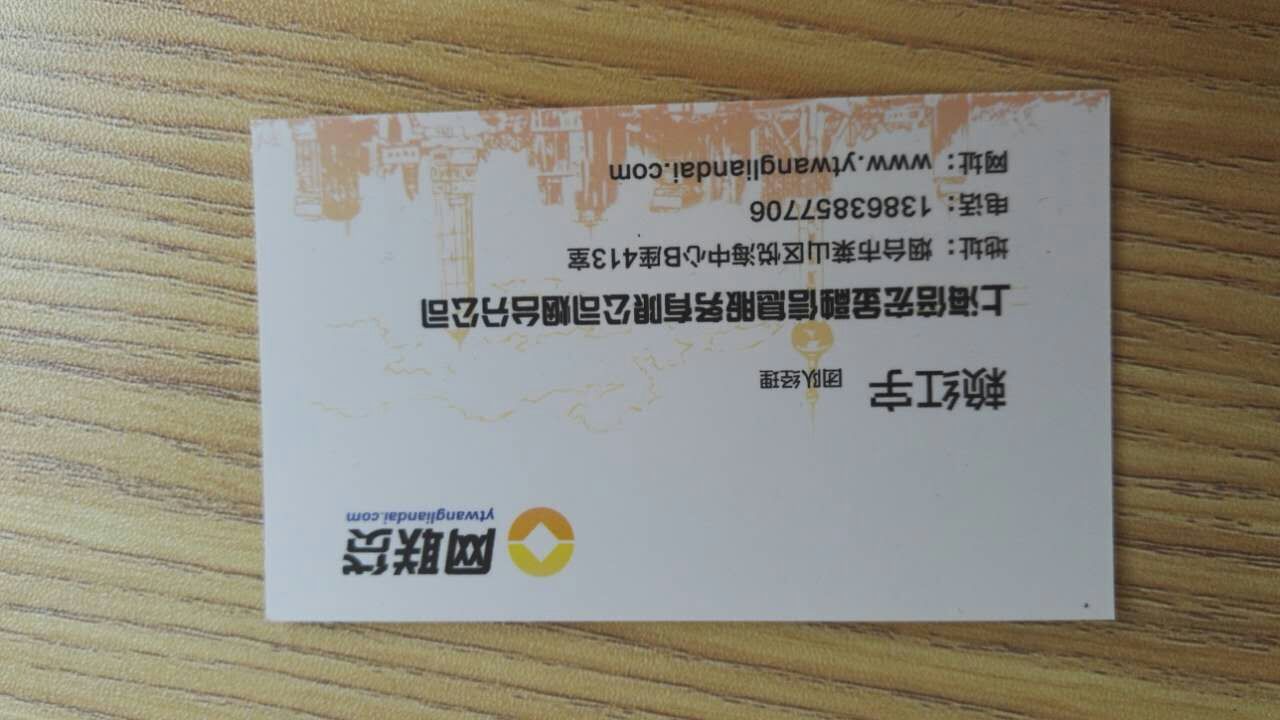 网联贷
ytwangliandai.com
赖红宇 团队经理
上海信宏金融信息服务有限公司烟台分公司
地址：烟台市莱山区悦海中心B座413室
电话：13863857706
网址：www.ytwangliandai.com